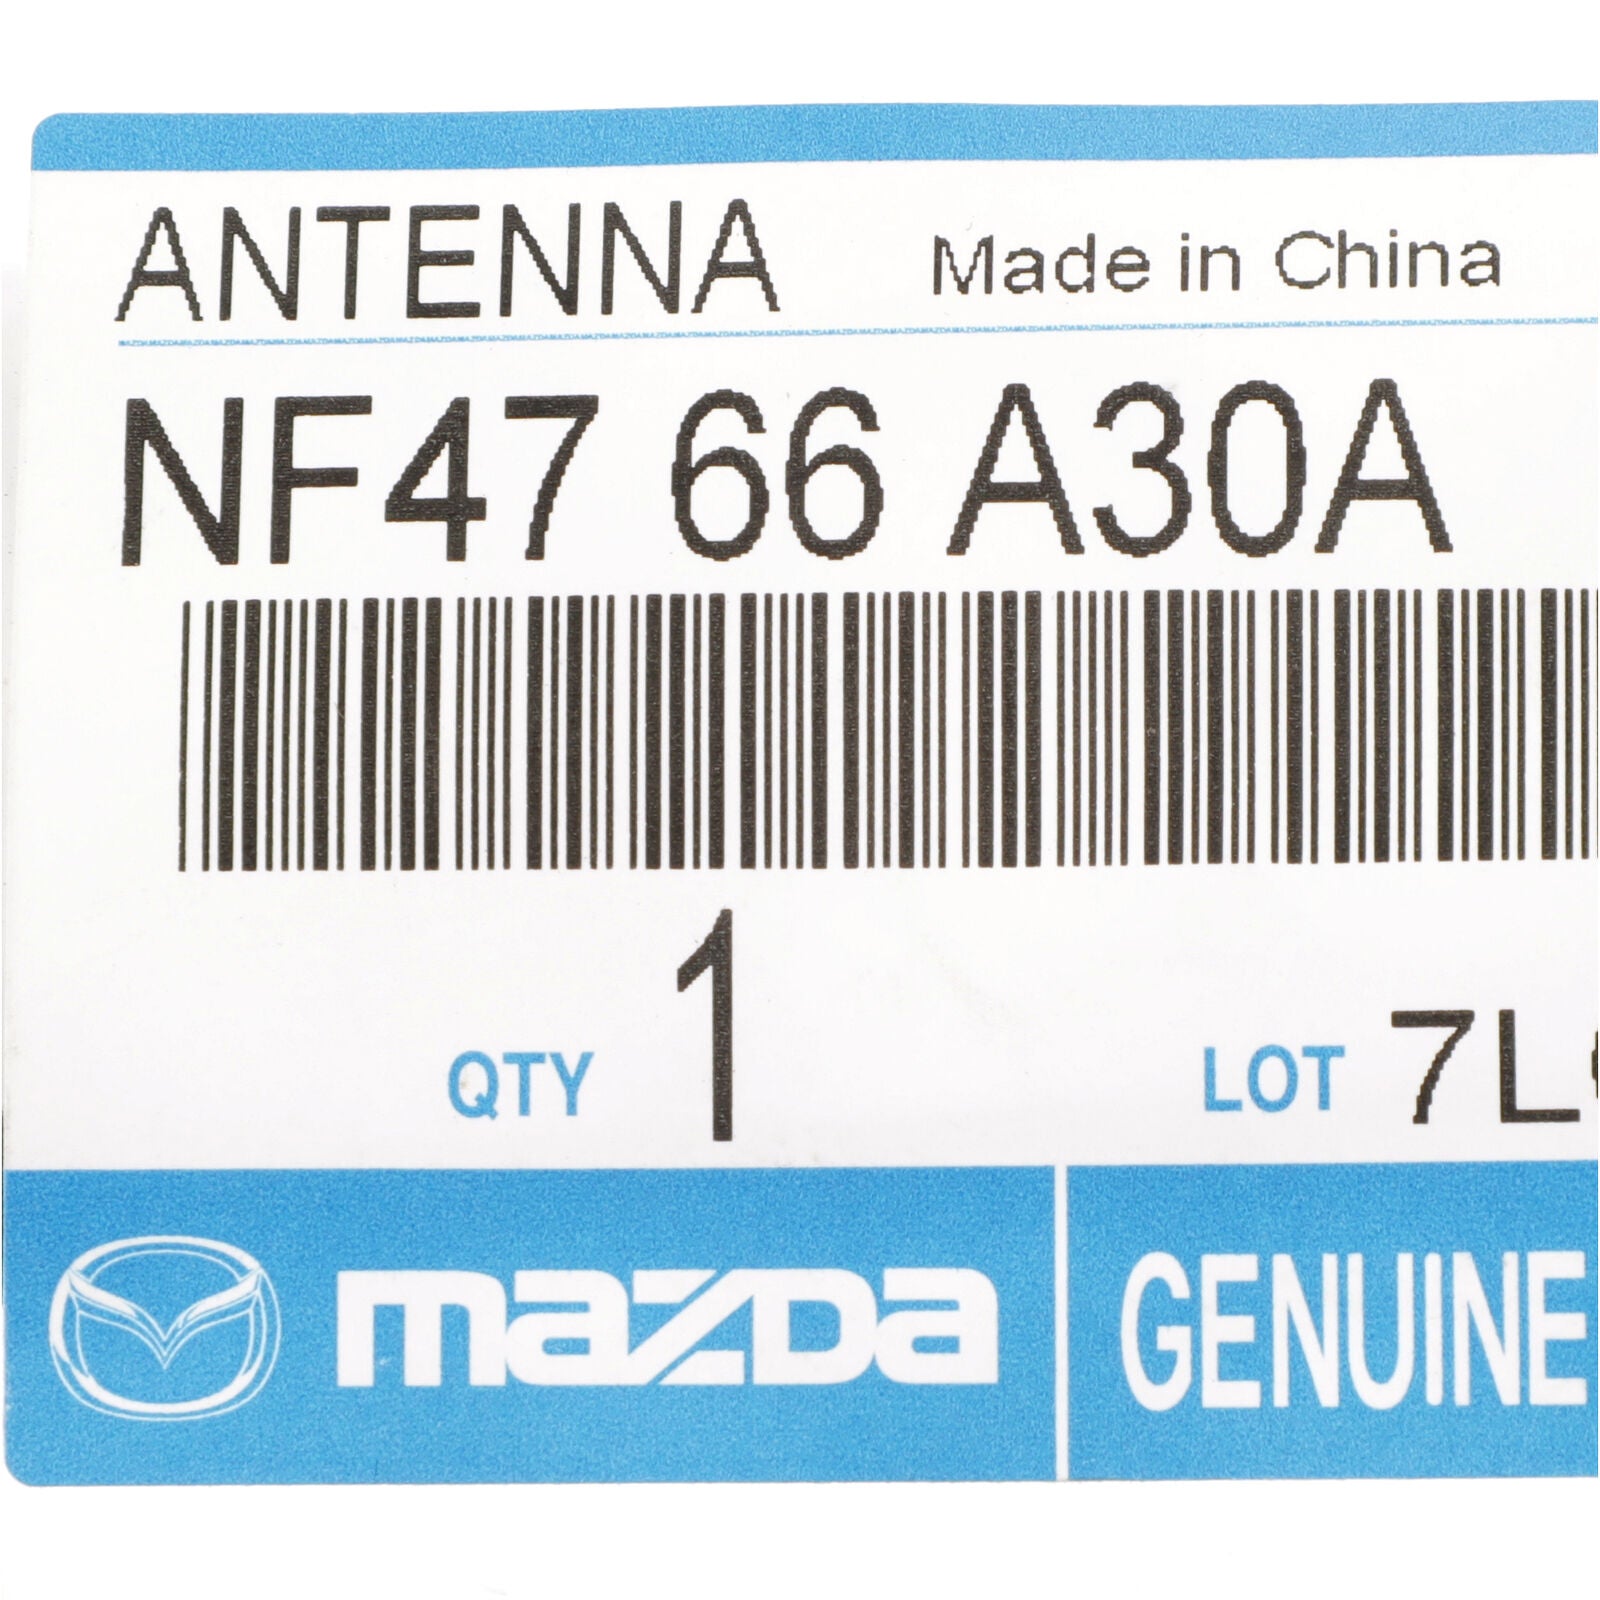 ANTENNA Made in China
NF47 66 A30A
QTY 1 LOT 7L
mazda GENUINE